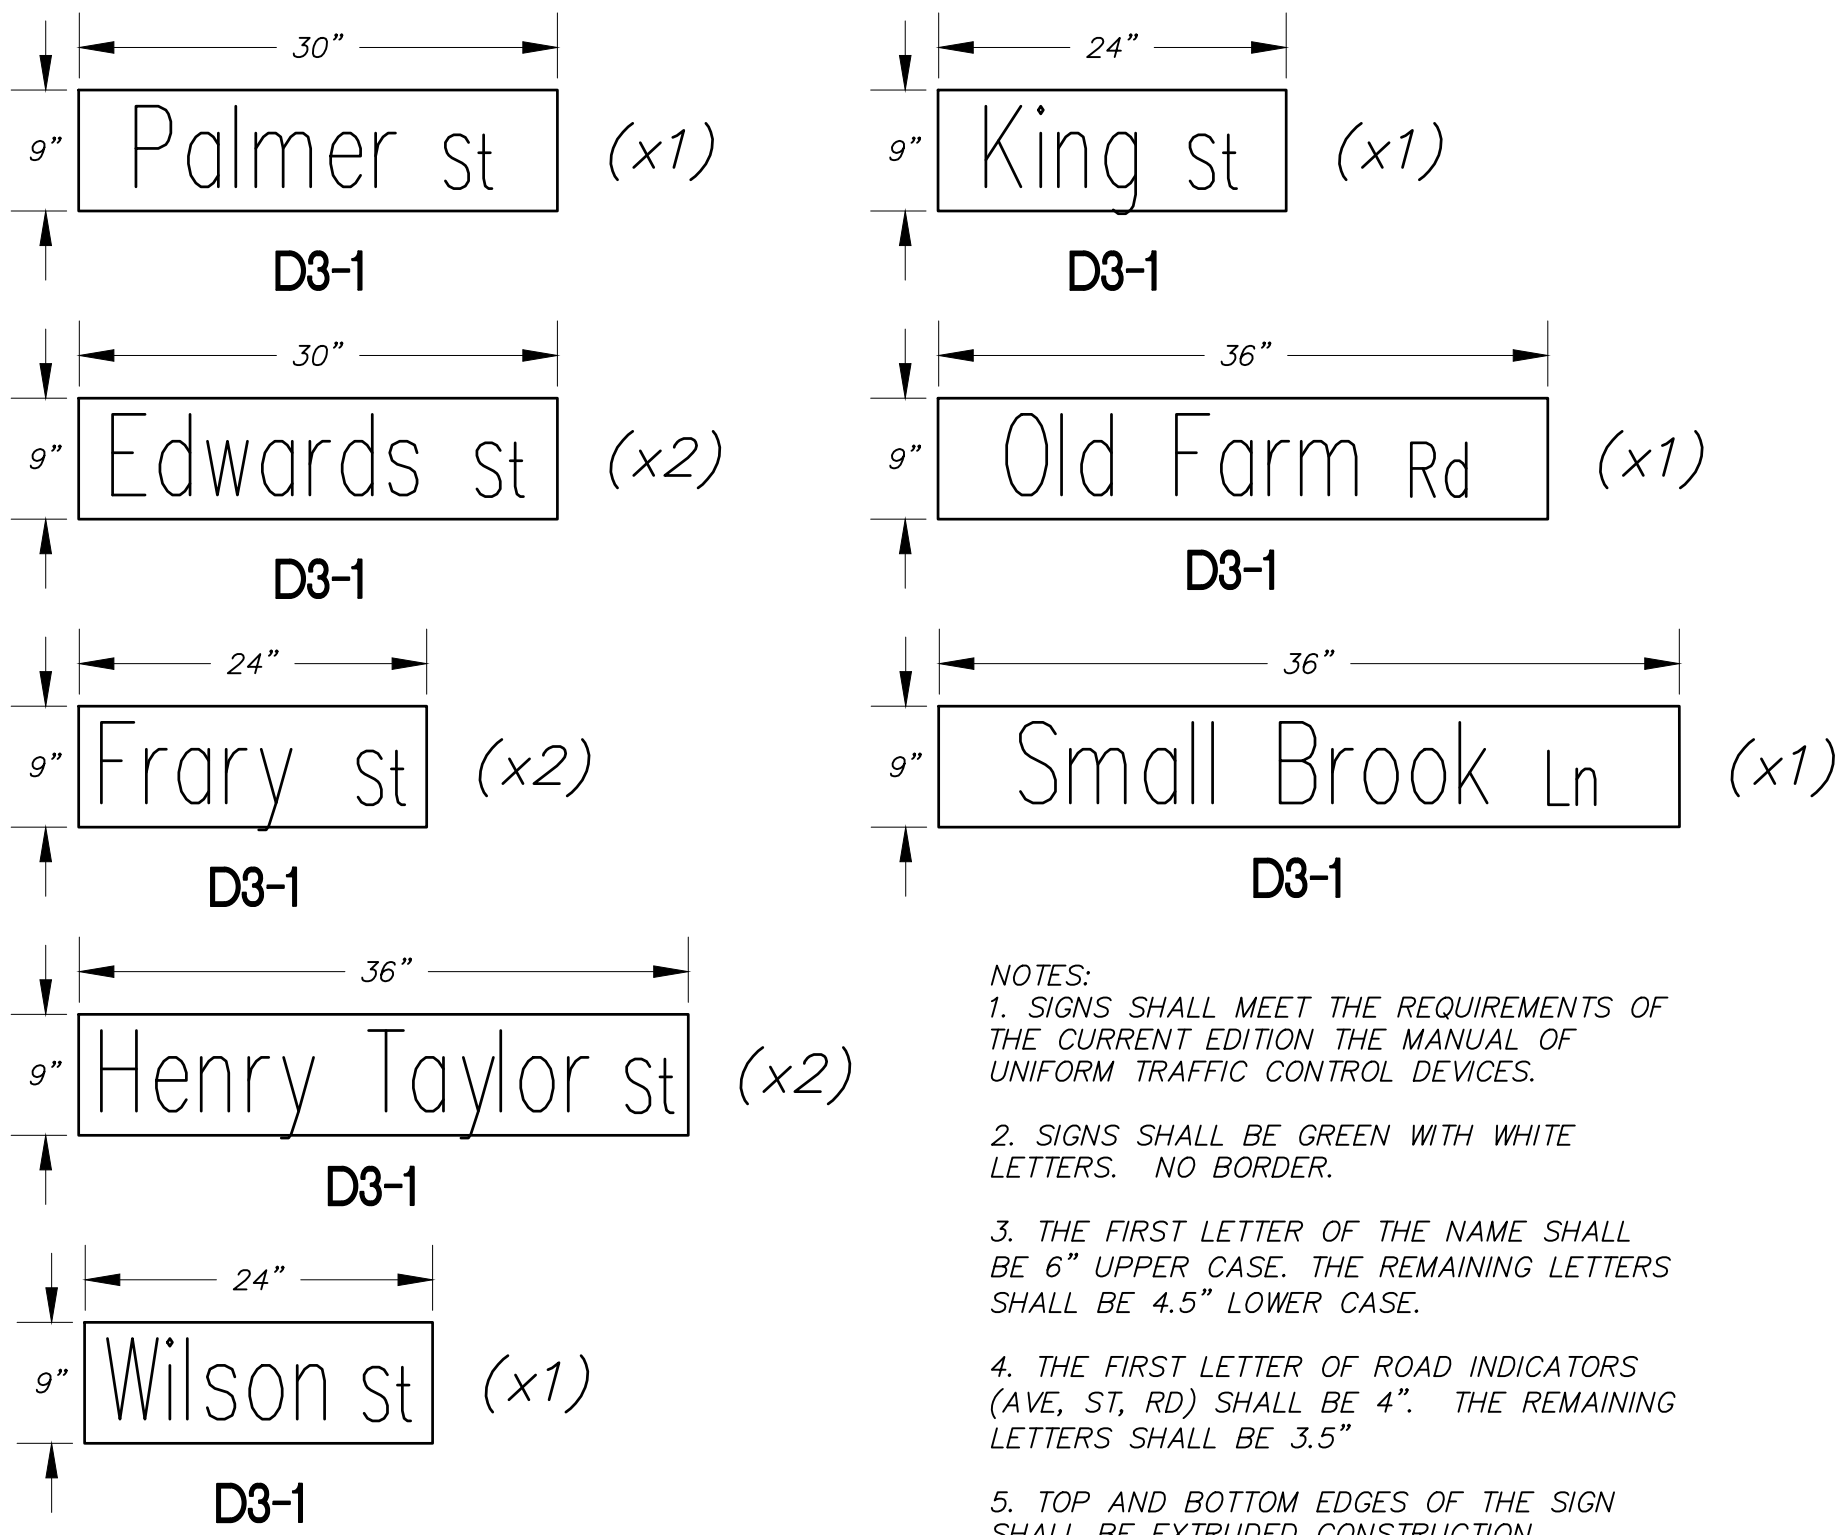 30"
9"
Palmer St
(x1)
D3-1
30"
9"
Edwards St
(x2)
D3-1
24"
9"
Frary St
(x2)
D3-1
36"
9"
Henry Taylor St
(x2)
D3-1
24"
9"
Wilson St
(x1)
D3-1
24"
9"
King St
(x1)
D3-1
36"
9"
Old Farm Rd
(x1)
D3-1
36"
9"
Small Brook Ln
(x1)
D3-1
NOTES:
1. SIGNS SHALL MEET THE REQUIREMENTS OF
THE CURRENT EDITION THE MANUAL OF
UNIFORM TRAFFIC CONTROL DEVICES.
2. SIGNS SHALL BE GREEN WITH WHITE
LETTERS. NO BORDER.
3. THE FIRST LETTER OF THE NAME SHALL
BE 6" UPPER CASE. THE REMAINING LETTERS
SHALL BE 4.5" LOWER CASE.
4. THE FIRST LETTER OF ROAD INDICATORS
(AVE, ST, RD) SHALL BE 4". THE REMAINING
LETTERS SHALL BE 3.5"
5. TOP AND BOTTOM EDGES OF THE SIGN
SHALL BE EXTRUDED CONSTRUCTION